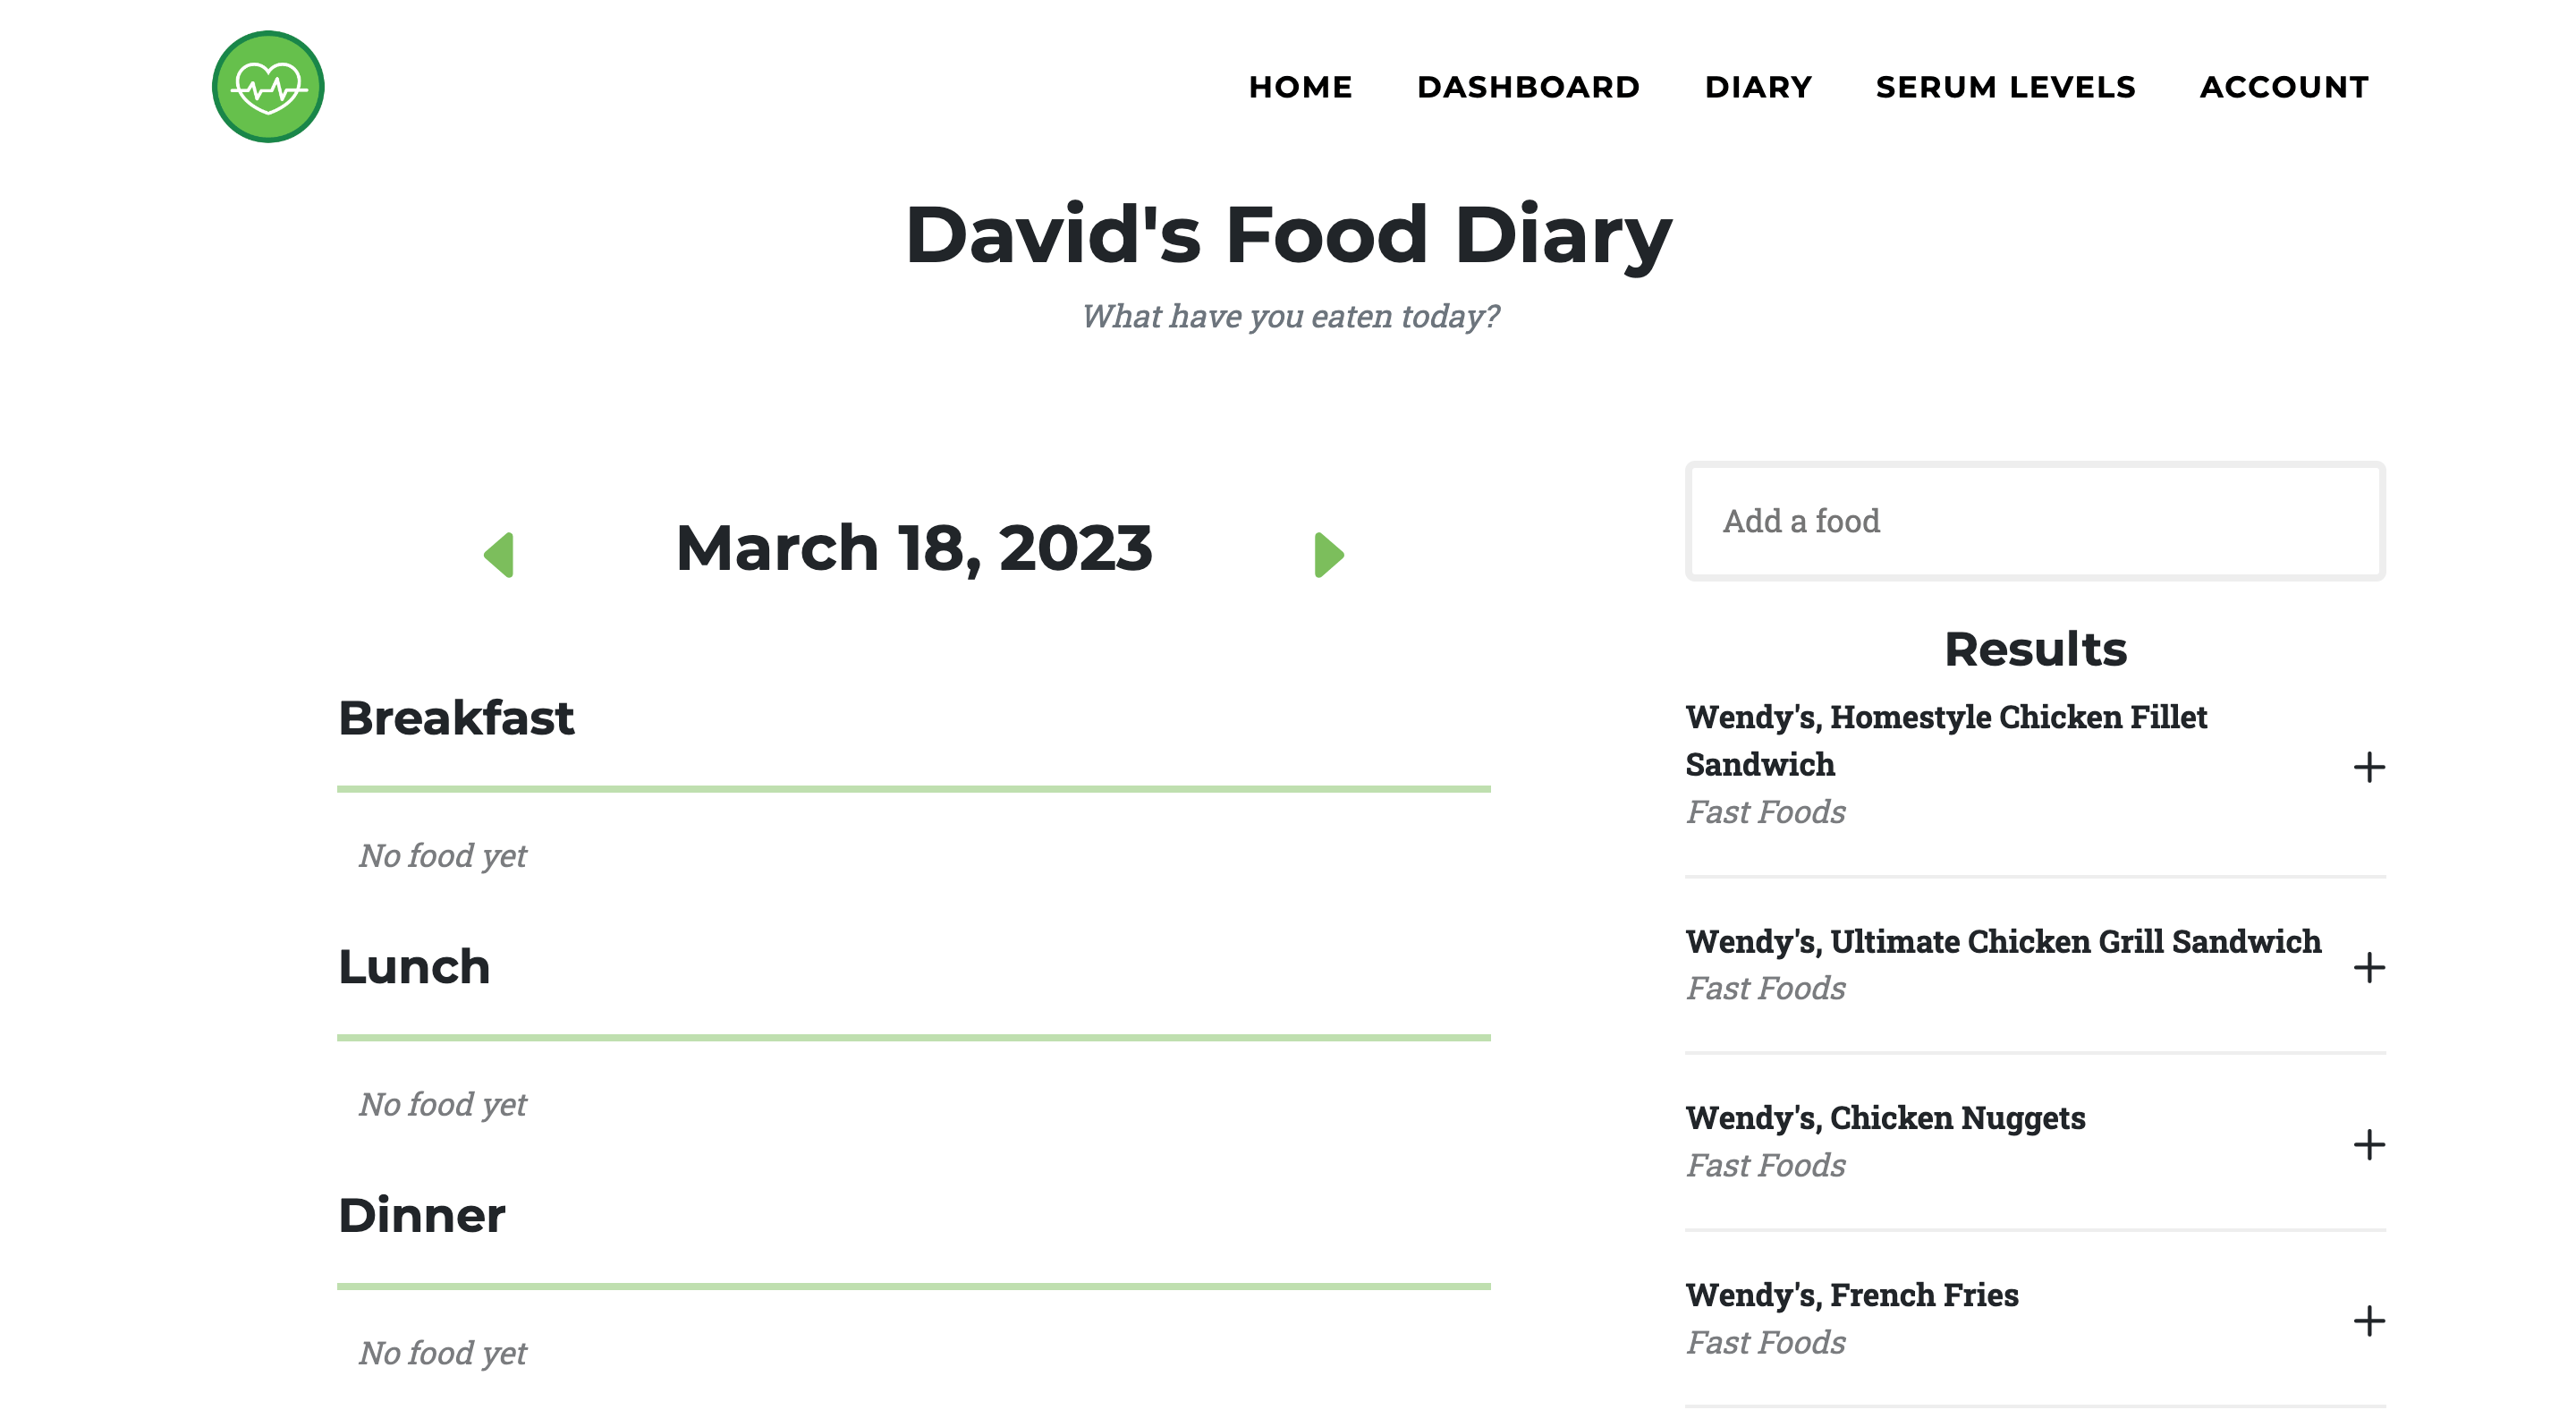 HOME DASHBOARD DIARY SERUM LEVELS ACCOUNT
David's Food Diary
What have you eaten today?
March 18, 2023
Breakfast
No food yet
Lunch
No food yet
Dinner
No food yet
Add a food
Results
Wendy's, Homestyle Chicken Fillet
Sandwich
Fast Foods
Wendy's, Ultimate Chicken Grill Sandwich
Fast Foods
Wendy's, Chicken Nuggets
Fast Foods
Wendy's, French Fries
Fast Foods